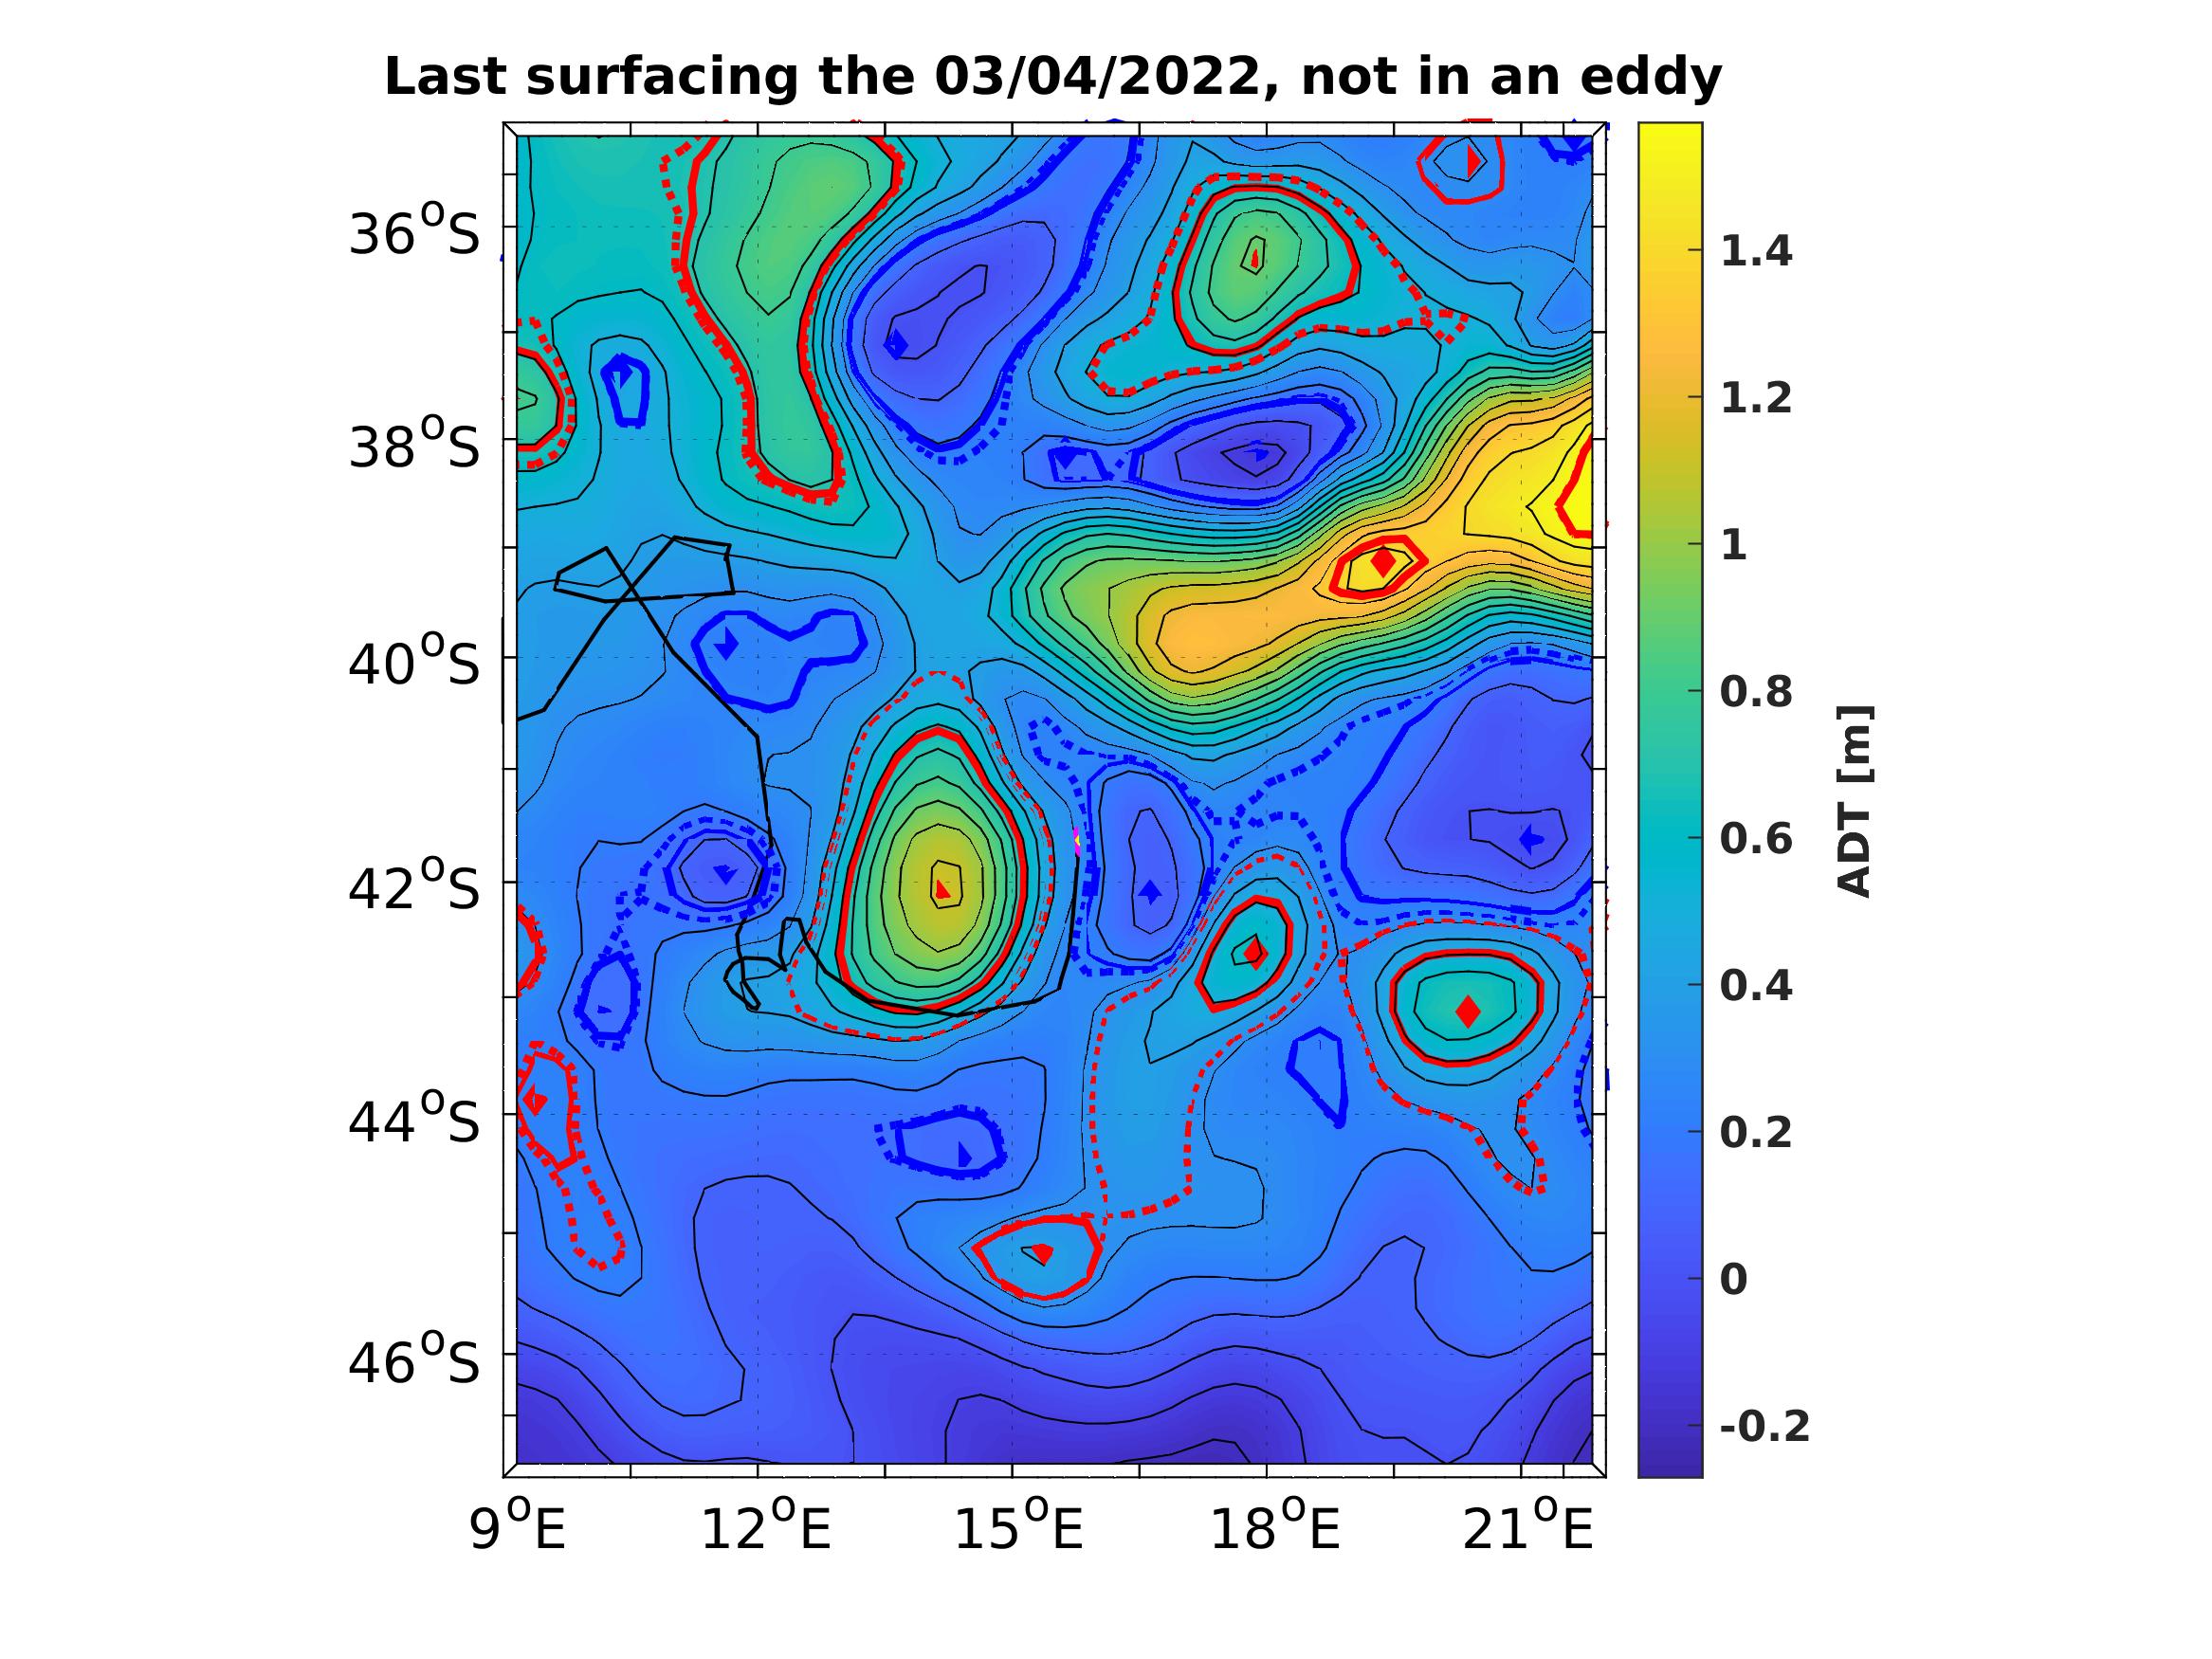 Last surfacing the 03/04/2022, not in an eddy
36°S
38°S
40°S
42°S
44°S
46°S
9°E 12°E 15°E 18°E 21°E
1.4
1.2
1
0.8
0.6
0.4
0.2
0
-0.2
ADT [m]